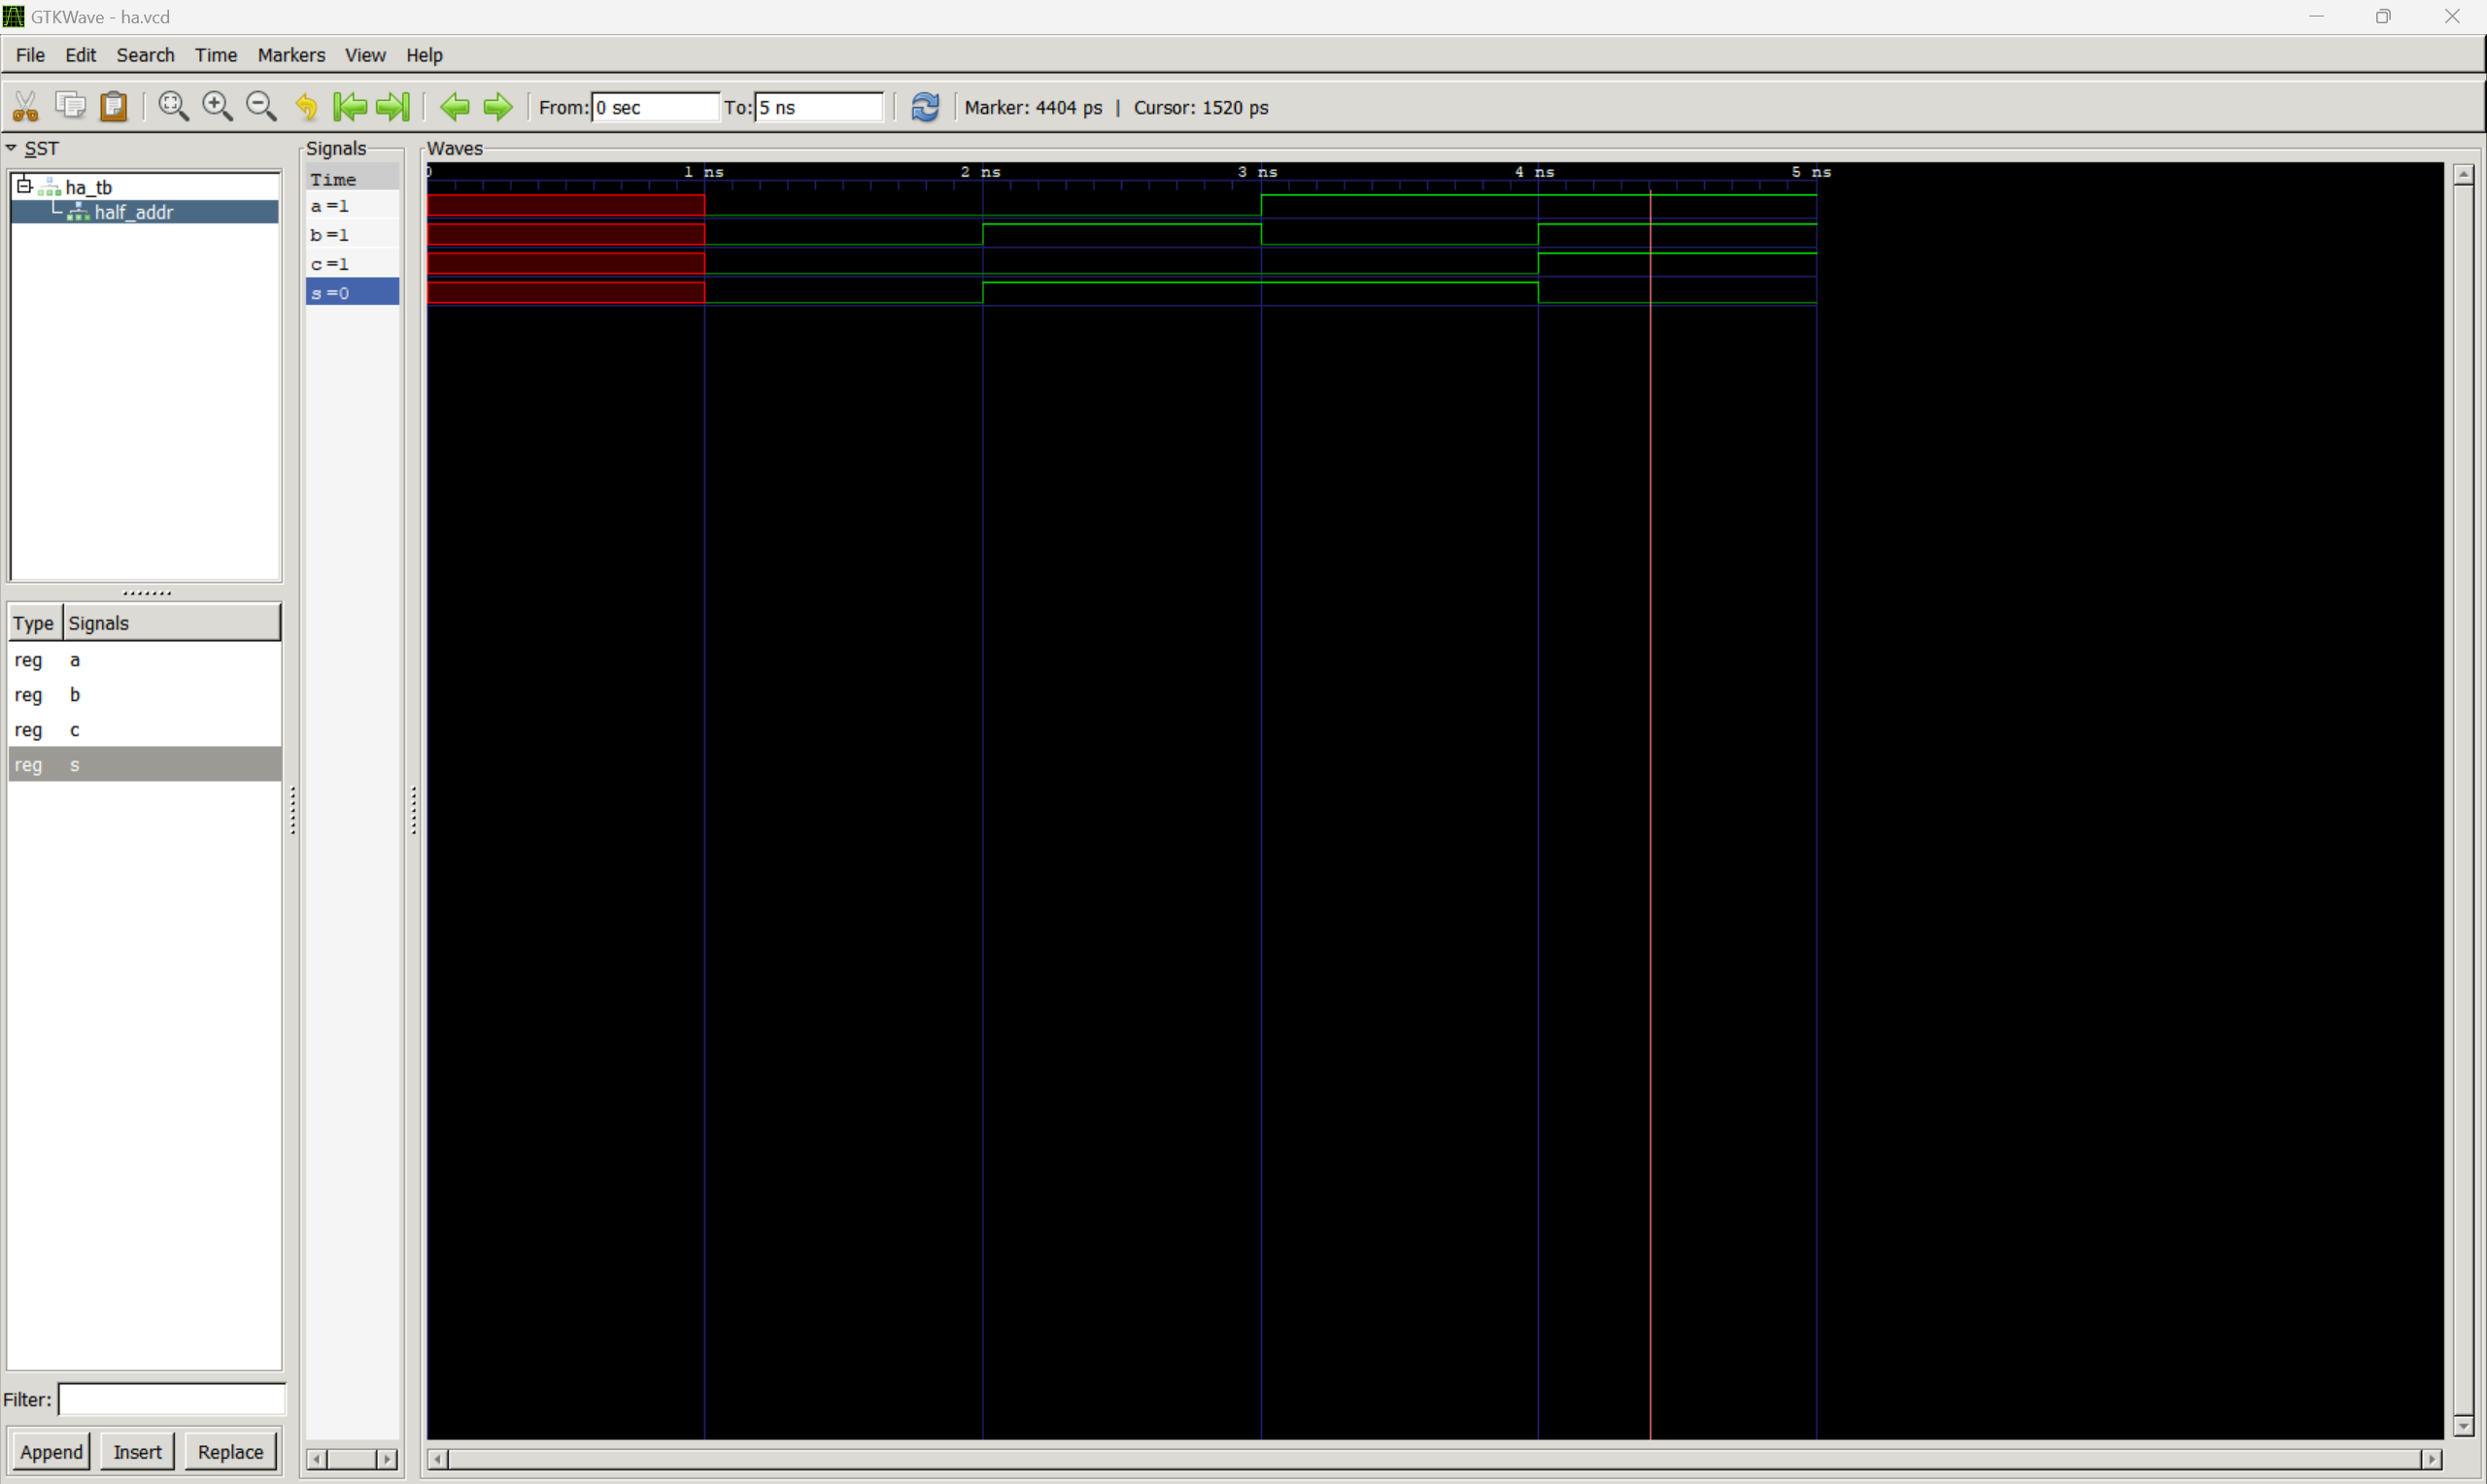 GTKWave - ha.vcd
File Edit Search Time Markers View Help
From: 0 sec To: 5 ns Marker: 4404 ps | Cursor: 1520 ps
SST
ha_tb
half_addr
Type Signals
reg a
reg b
reg c
reg s
Filter:
Append Insert Replace
Signals
Time
a=1
b=1
c=1
s=0
Waves
0 1 ns 2 ns 3 ns 4 ns 5 ns